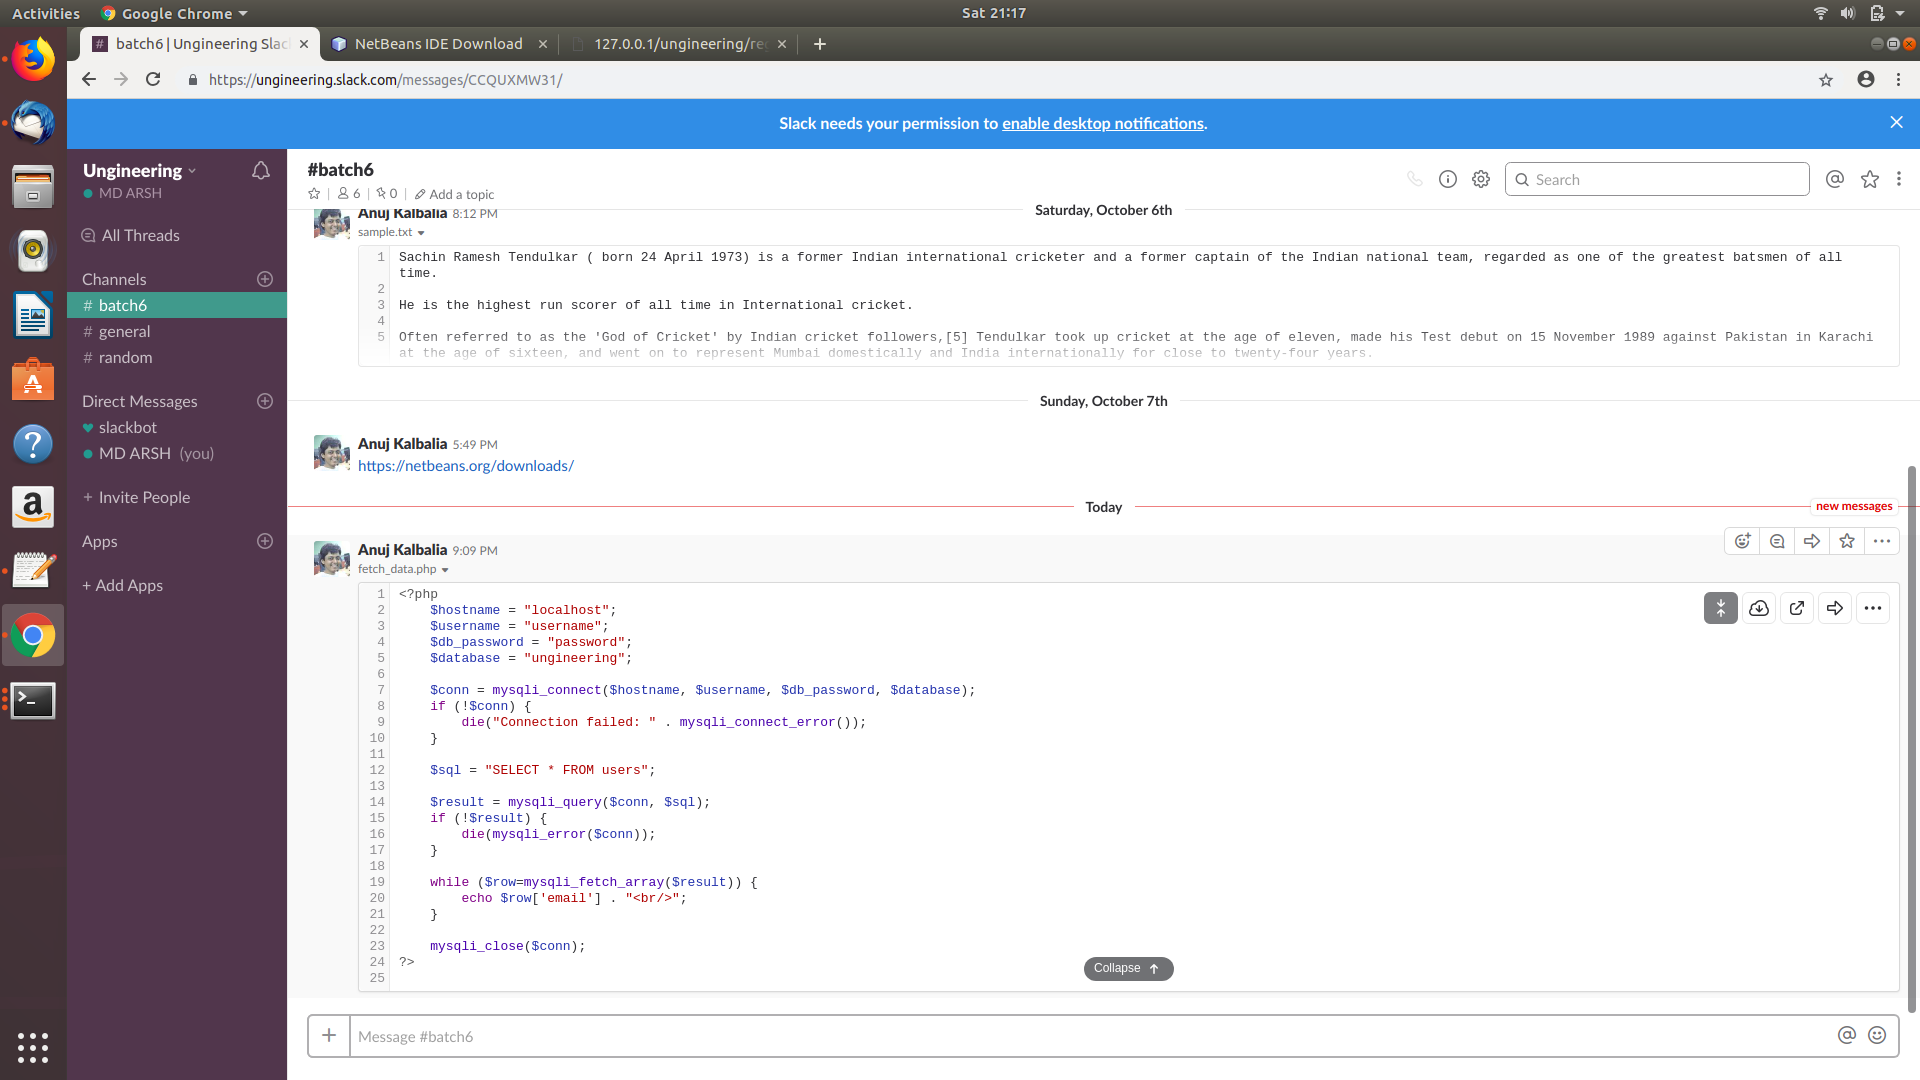 Activities
Google Chrome
Sat 21:17
batch6 | Ungineering Slac
NetBeans IDE Download
127.0.0.1/ungineering/re
https://ungineering.slack.com/messages/CCQUXMW31/
Slack needs your permission to enable desktop notifications.
Ungineering
MD ARSH
All Threads
Channels
# batch6
# general
# random
Direct Messages
slackbot
MD ARSH (you)
+ Invite People
Apps
+ Add Apps
#batch6
6
0
Add a topic
Search
Saturday, October 6th
Anuj Kalbalia 8:12 PM
sample.txt
1 Sachin Ramesh Tendulkar ( born 24 April 1973) is a former Indian international cricketer and a former captain of the Indian national team, regarded as one of the greatest batsmen of all
time.
2
3 He is the highest run scorer of all time in International cricket.
4
5 Often referred to as the 'God of Cricket' by Indian cricket followers,[5] Tendulkar took up cricket at the age of eleven, made his Test debut on 15 November 1989 against Pakistan in Karachi
at the age of sixteen, and went on to represent Mumbai domestically and India internationally for close to twenty-four years.
Sunday, October 7th
Anuj Kalbalia 5:49 PM
https://netbeans.org/downloads/
Today
new messages
Anuj Kalbalia 9:09 PM
fetch_data.php
1 <?php
2     $hostname = "localhost";
3     $username = "username";
4     $db_password = "password";
5     $database = "ungineering";
6
7     $conn = mysqli_connect($hostname, $username, $db_password, $database);
8     if (!$conn) {
9         die("Connection failed: " . mysqli_connect_error());
10     }
11
12     $sql = "SELECT * FROM users";
13
14     $result = mysqli_query($conn, $sql);
15     if (!$result) {
16         die(mysqli_error($conn));
17     }
18
19     while ($row=mysqli_fetch_array($result)) {
20         echo $row['email'] . "<br/>";
21     }
22
23     mysqli_close($conn);
24 ?>
25
Collapse
Message #batch6